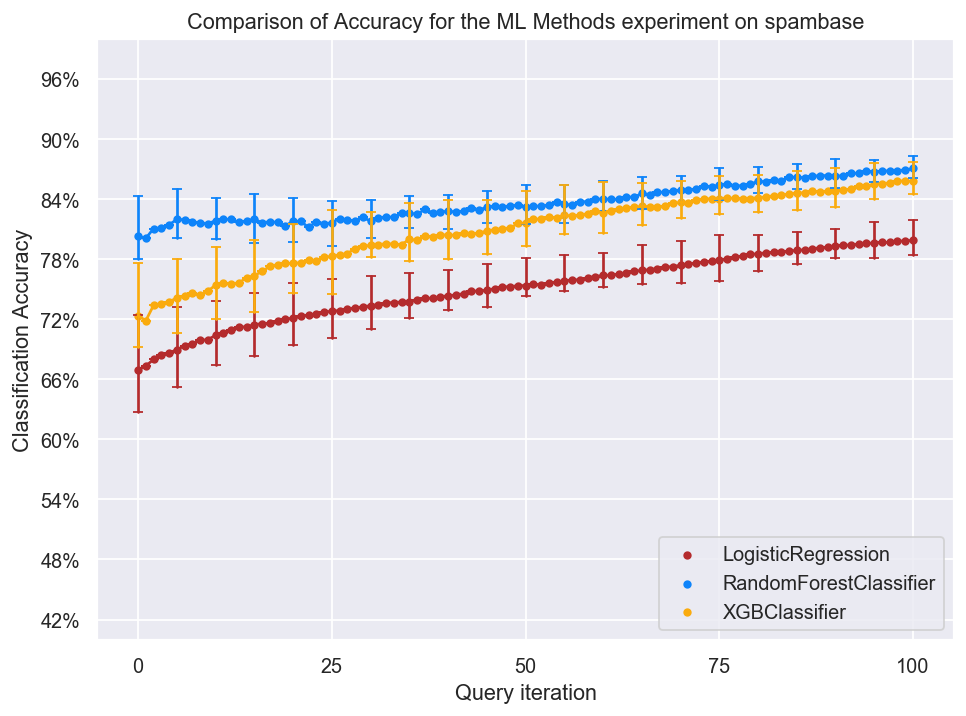 Comparison of Accuracy for the ML Methods experiment on spambase
Classification Accuracy
96%
90%
84%
78%
72%
66%
60%
54%
48%
42%
LogisticRegression
RandomForestClassifier
XGBClassifier
0 25 50 75 100
Query iteration